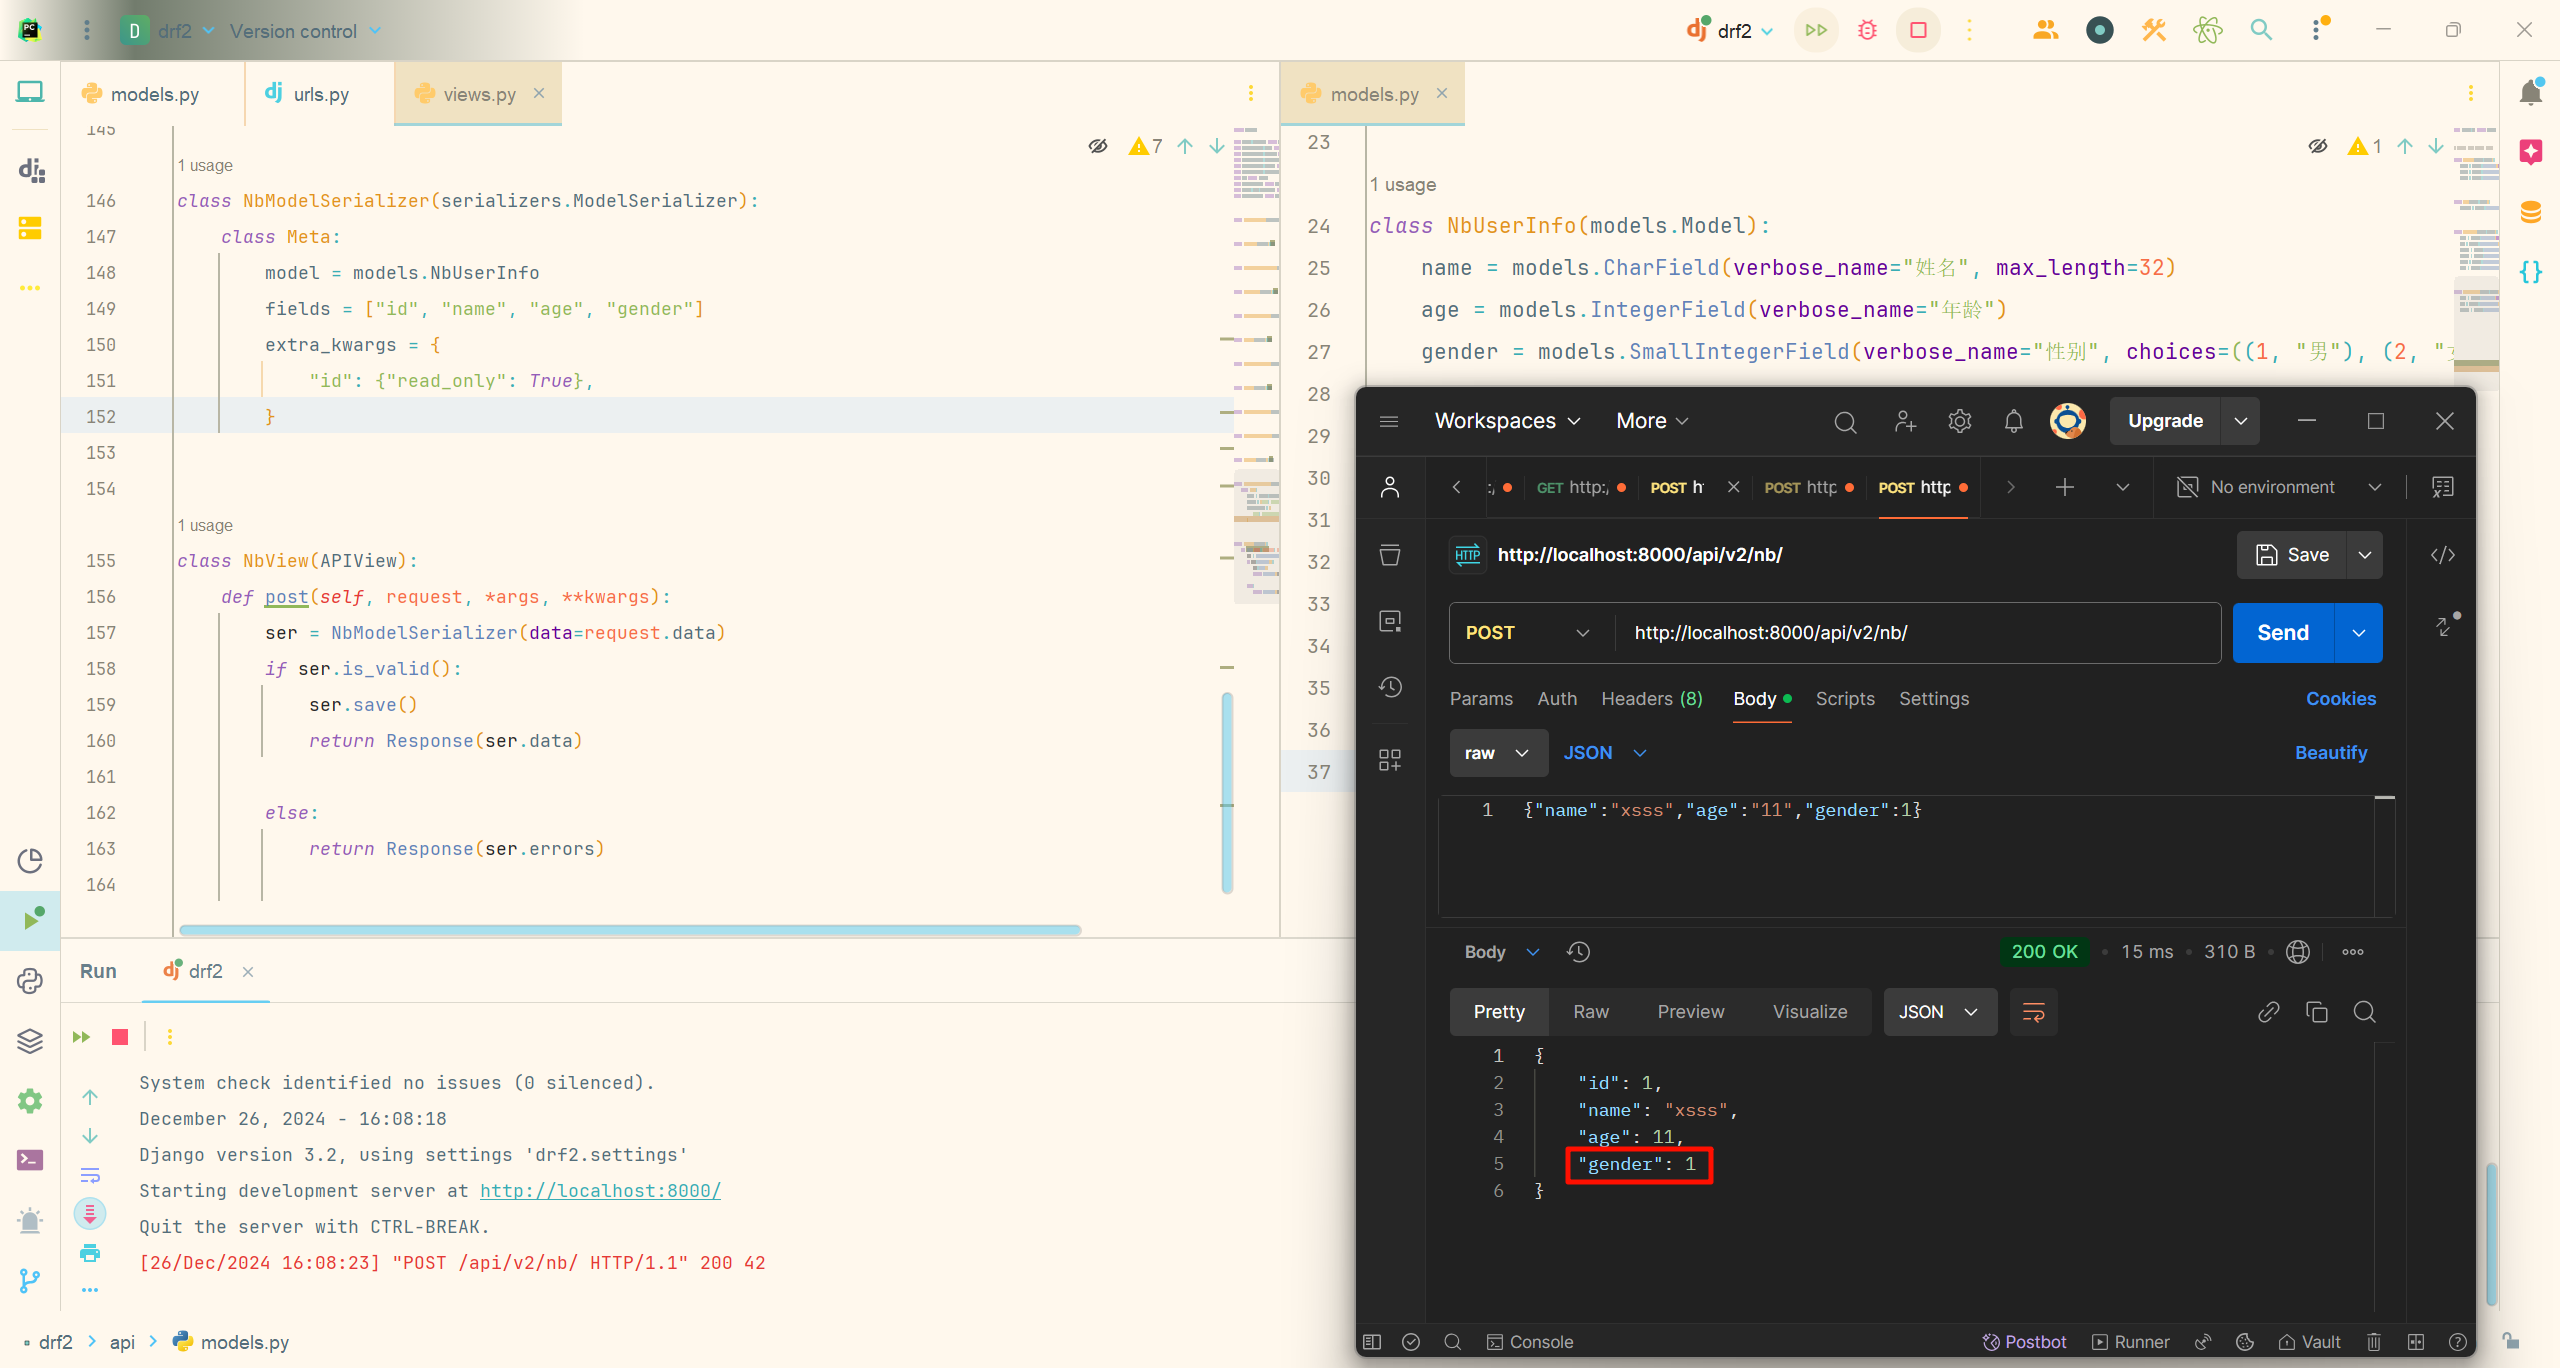 D drf2 Version control
drf2
models.py urls.py views.py
models.py
7
1
145
1 usage
146 class NbModelSerializer(serializers.ModelSerializer):
147 class Meta:
148 model = models.NbUserInfo
149 fields = ["id", "name", "age", "gender"]
150 extra_kwargs = {
151 "id": {"read_only": True},
152 }
153
154
1 usage
155 class NbView(APIView):
156 def post(self, request, *args, **kwargs):
157 ser = NbModelSerializer(data=request.data)
158 if ser.is_valid():
159 ser.save()
160 return Response(ser.data)
161
162 else:
163 return Response(ser.errors)
164
23
1 usage
24 class NbUserInfo(models.Model):
25 name = models.CharField(verbose_name="姓名", max_length=32)
26 age = models.IntegerField(verbose_name="年龄")
27 gender = models.SmallIntegerField(verbose_name="性别", choices=((1, "男"), (2, "
28
29
30
31
32
33
34
35
36
37
Workspaces More Upgrade
GET http:/ POST ht POST http POST http No environment
HTTP http://localhost:8000/api/v2/nb/ Save
POST http://localhost:8000/api/v2/nb/ Send
Params Auth Headers (8) Body Scripts Settings Cookies
raw JSON Beautify
1 {"name":"xsss","age":"11","gender":1}
Body 200 OK 15 ms 310 B
Pretty Raw Preview Visualize JSON
1 {
2 "id": 1,
3 "name": "xsss",
4 "age": 11,
5 "gender": 1
6 }
Console Postbot Runner Vault
Run drf2
System check identified no issues (0 silenced).
December 26, 2024 - 16:08:18
Django version 3.2, using settings 'drf2.settings'
Starting development server at http://localhost:8000/
Quit the server with CTRL-BREAK.
[26/Dec/2024 16:08:23] "POST /api/v2/nb/ HTTP/1.1" 200 42
drf2 api models.py